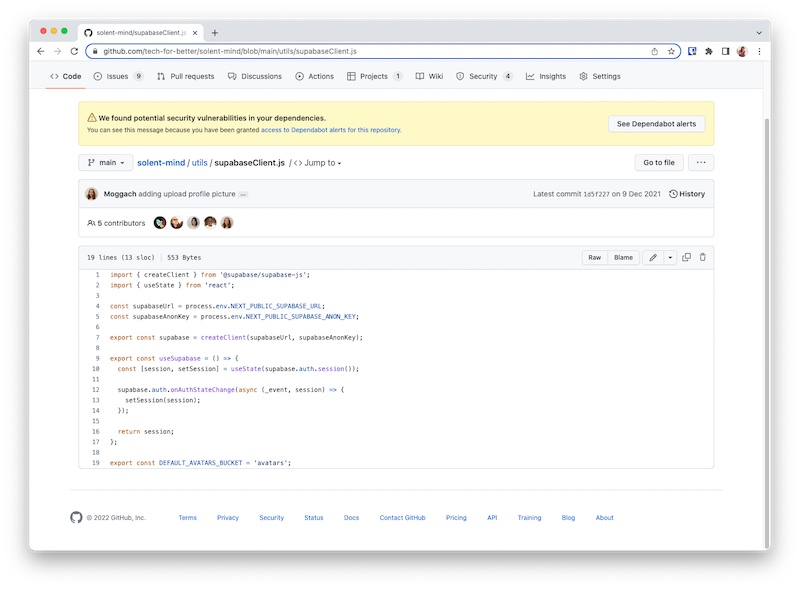 solent-mind/supabaseClient.js
github.com/tech-for-better/solent-mind/blob/main/utils/supabaseClient.js
Code Issues 9 Pull requests Discussions Actions Projects 1 Wiki Security 4 Insights Settings
We found potential security vulnerabilities in your dependencies.
You can see this message because you have been granted access to Dependabot alerts for this repository.
See Dependabot alerts
main solent-mind / utils / supabaseClient.js / <> Jump to Go to file ...
Moggach adding upload profile picture ... Latest commit 1d5f227 on 9 Dec 2021 History
5 contributors
19 lines (13 sloc) 553 Bytes Raw Blame
1 import { createClient } from '@supabase/supabase-js';
2 import { useState } from 'react';
3
4 const supabaseUrl = process.env.NEXT_PUBLIC_SUPABASE_URL;
5 const supabaseAnonKey = process.env.NEXT_PUBLIC_SUPABASE_ANON_KEY;
6
7 export const supabase = createClient(supabaseUrl, supabaseAnonKey);
8
9 export const useSupabase = () => {
10 const [session, setSession] = useState(supabase.auth.session());
11
12 supabase.auth.onAuthStateChange(async (_event, session) => {
13 setSession(session);
14 });
15
16 return session;
17 };
18
19 export const DEFAULT_AVATARS_BUCKET = 'avatars';
© 2022 GitHub, Inc. Terms Privacy Security Status Docs Contact GitHub Pricing API Training Blog About